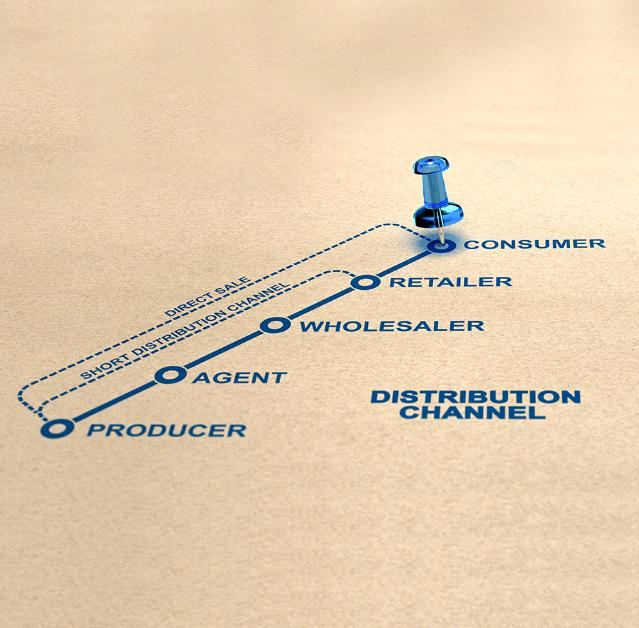 CONSUMER
DIRECT SALE
RETAILER
SHORT DISTRIBUTION CHANNEL
WHOLESALER
AGENT
DISTRIBUTION
CHANNEL
PRODUCER